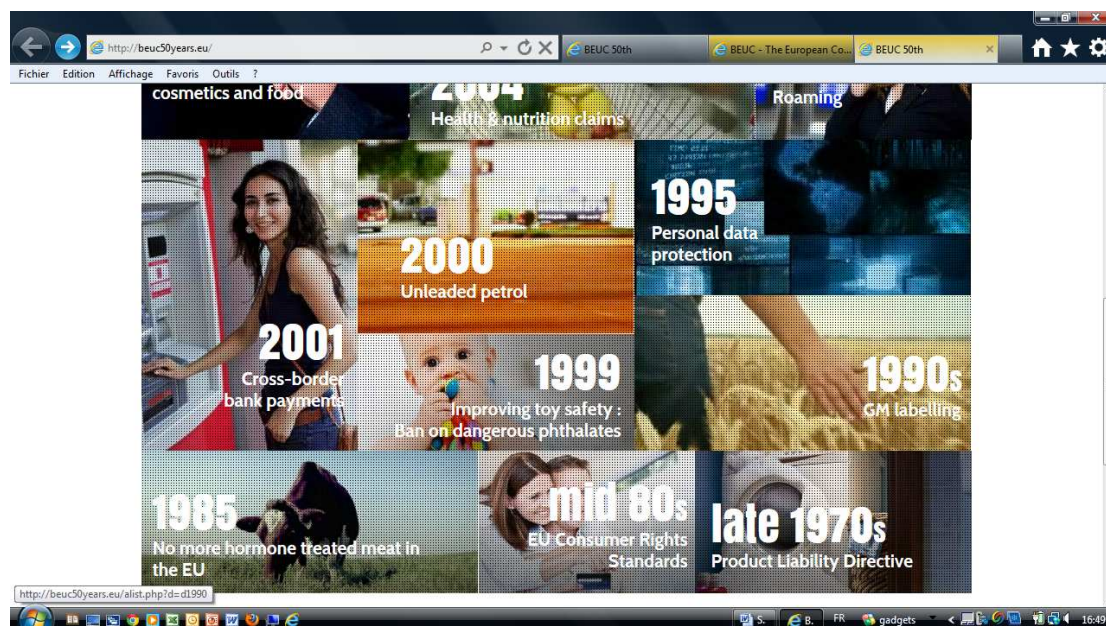 http://beuc50years.eu/
BEUC 50th
BEUC - The European Co...
BEUC 50th
Fichier Edition Affichage Favoris Outils ?
cosmetics and food
2004
Health & nutrition claims
Roaming
2001
Cross-border
bank payments
2000
Unleaded petrol
1995
Personal data
protection
1999
Improving toy safety :
Ban on dangerous phthalates
1990s
GM labelling
1985
No more hormone treated meat in
the EU
mid 80s
EU Consumer Rights
Standards
late 1970s
Product Liability Directive
http://beuc50years.eu/alist.php?d=d1990
S.
B.
FR
gadgets
16:49